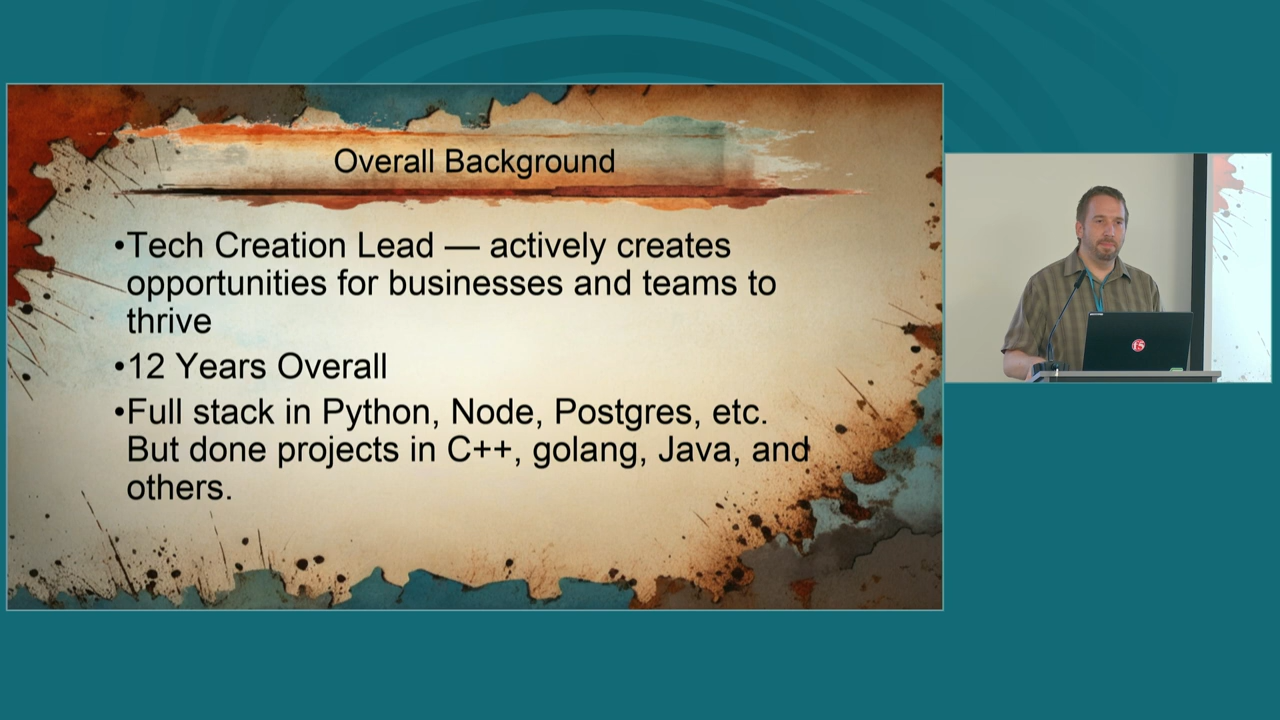 Overall Background
•Tech Creation Lead — actively creates
opportunities for businesses and teams to
thrive
•12 Years Overall
•Full stack in Python, Node, Postgres, etc.
But done projects in C++, golang, Java, and
others.
f5